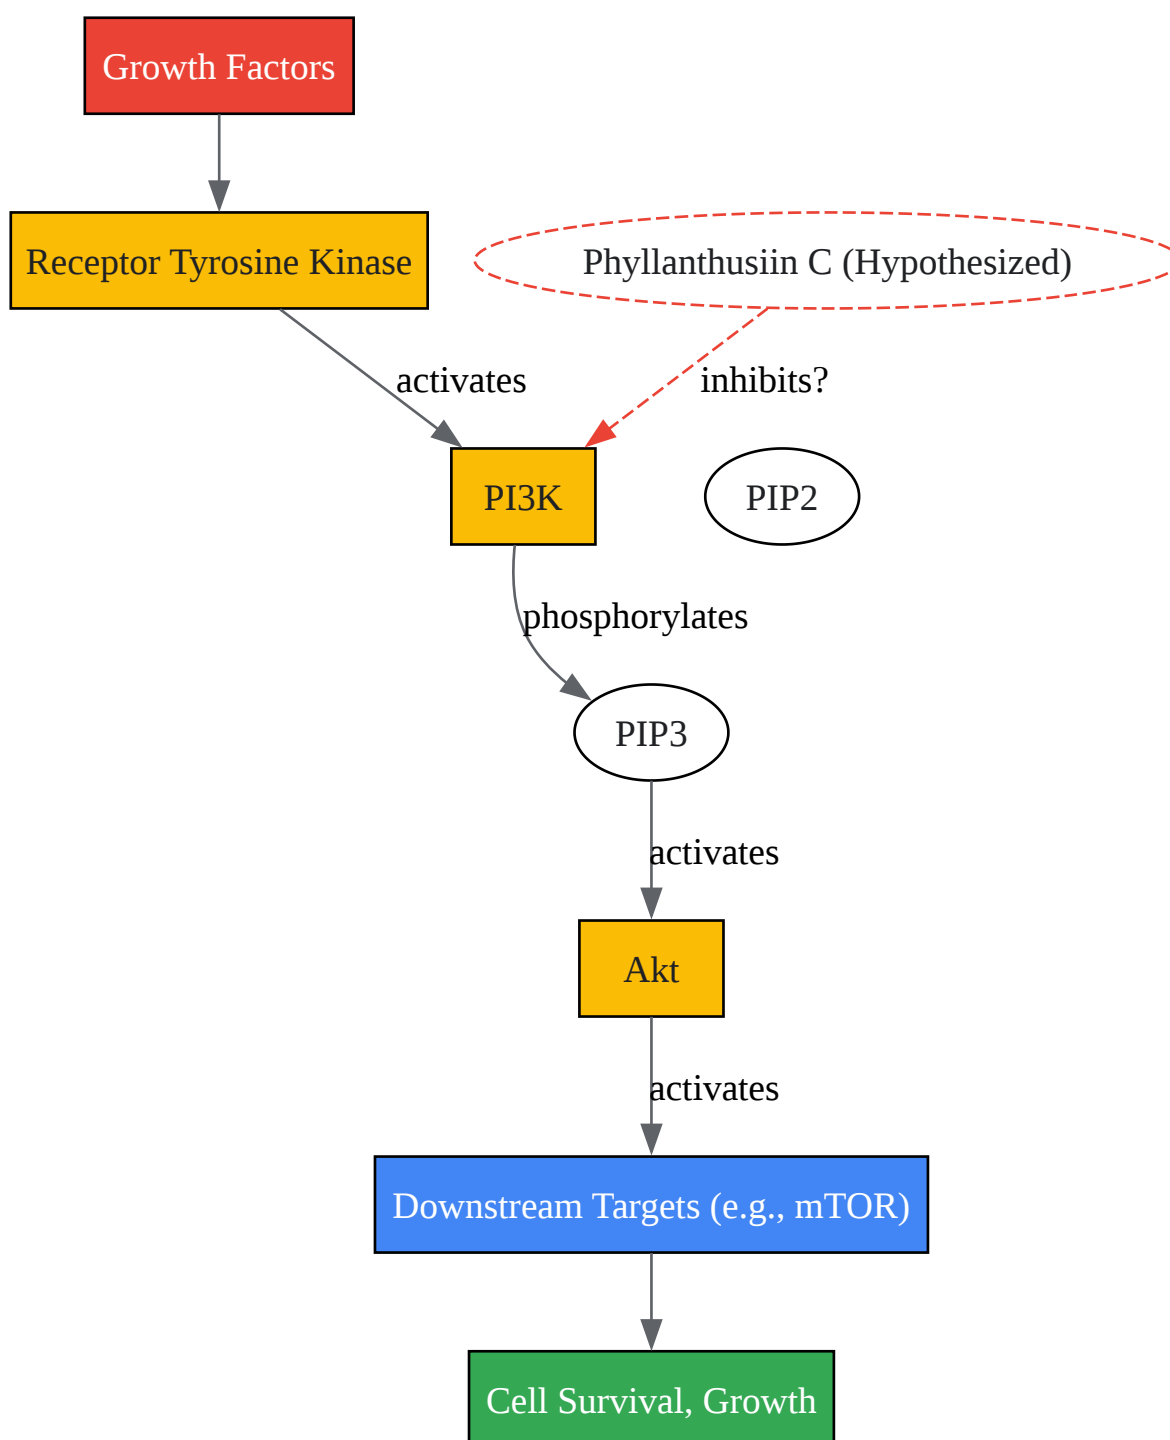 Growth Factors
Receptor Tyrosine Kinase
Phyllanthusiin C (Hypothesized)
activates
inhibits?
PI3K
PIP2
phosphorylates
PIP3
activates
Akt
activates
Downstream Targets (e.g., mTOR)
Cell Survival, Growth